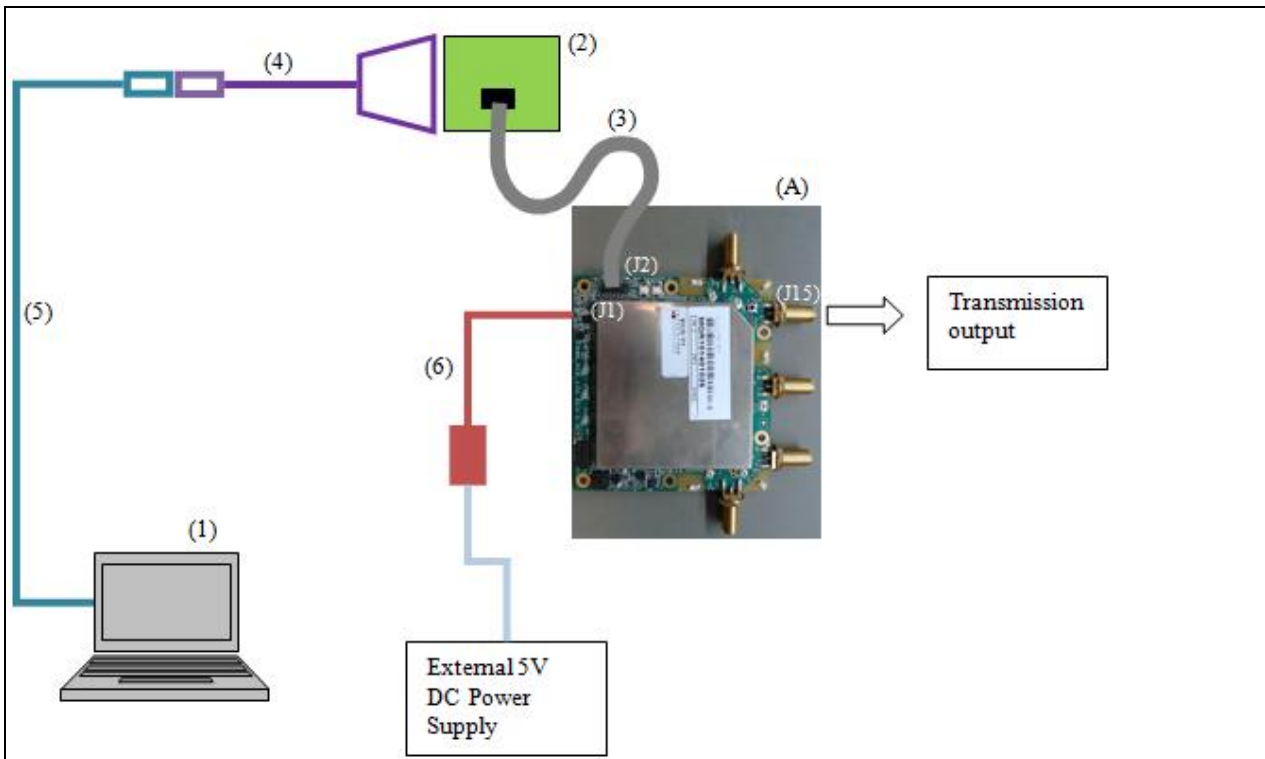 (4)
(2)
(3)
(A)
(J2)
(J15)
(J1)
Transmission
output
(5)
(6)
(1)
External 5V
DC Power
Supply